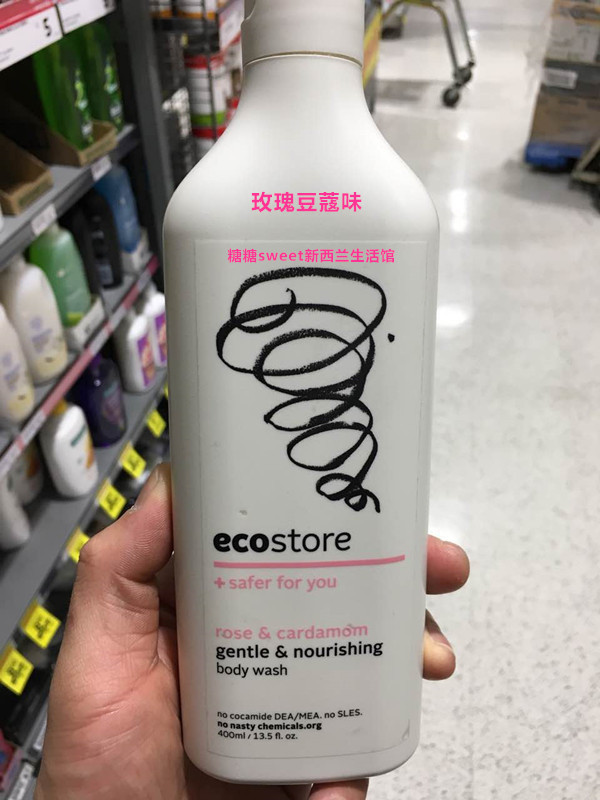 5
玫瑰豆蔻味
糖糖sweet新西兰生活馆
ecostore
+ safer for you
rose & cardamom
gentle & nourishing
body wash
no cocamide DEA/MEA. no SLES.
no nasty chemicals.org
400ml / 13.5 fl. oz.